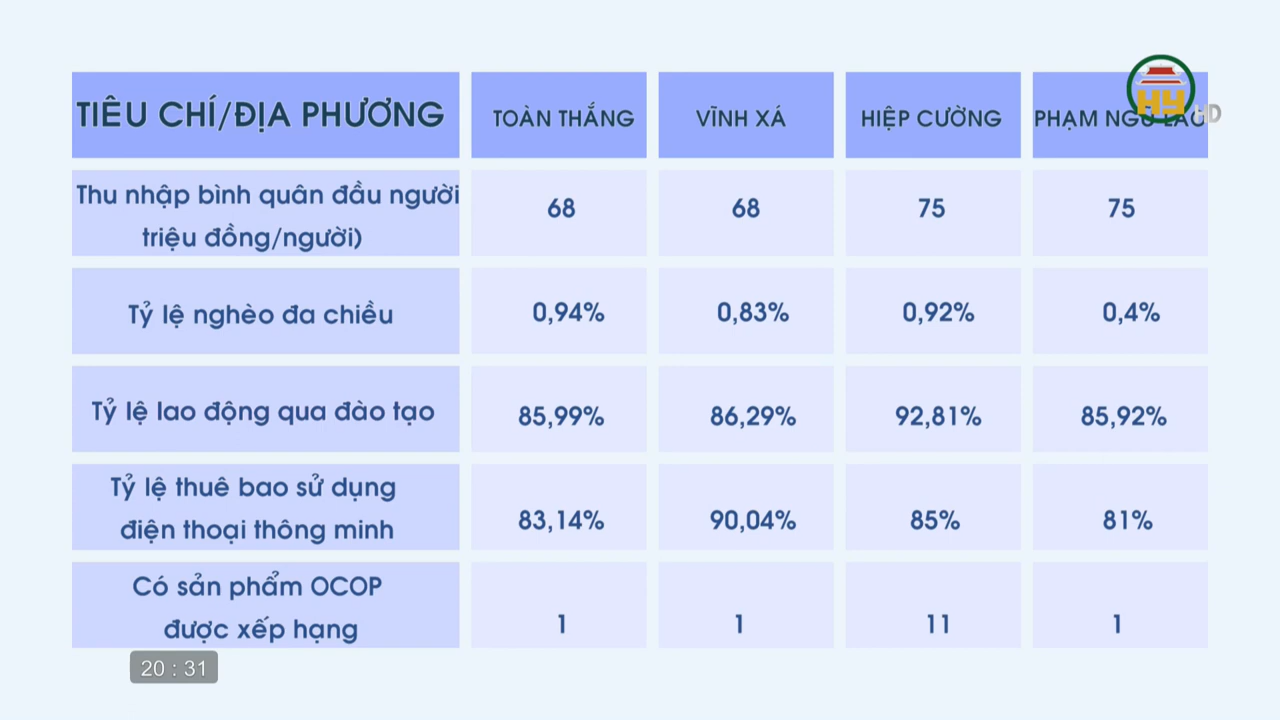 TIÊU CHÍ/ĐỊA PHƯƠNG TOÀN THẮNG VĨNH XÁ HIỆP CƯỜNG PHẠM NGŨ LÃO
Thu nhập bình quân đầu người
triệu đồng/người) 68 68 75 75
Tỷ lệ nghèo đa chiều 0,94% 0,83% 0,92% 0,4%
Tỷ lệ lao động qua đào tạo 85,99% 86,29% 92,81% 85,92%
Tỷ lệ thuê bao sử dụng
điện thoại thông minh 83,14% 90,04% 85% 81%
Có sản phẩm OCOP
được xếp hạng 1 1 11 1
HY HD
20 : 31